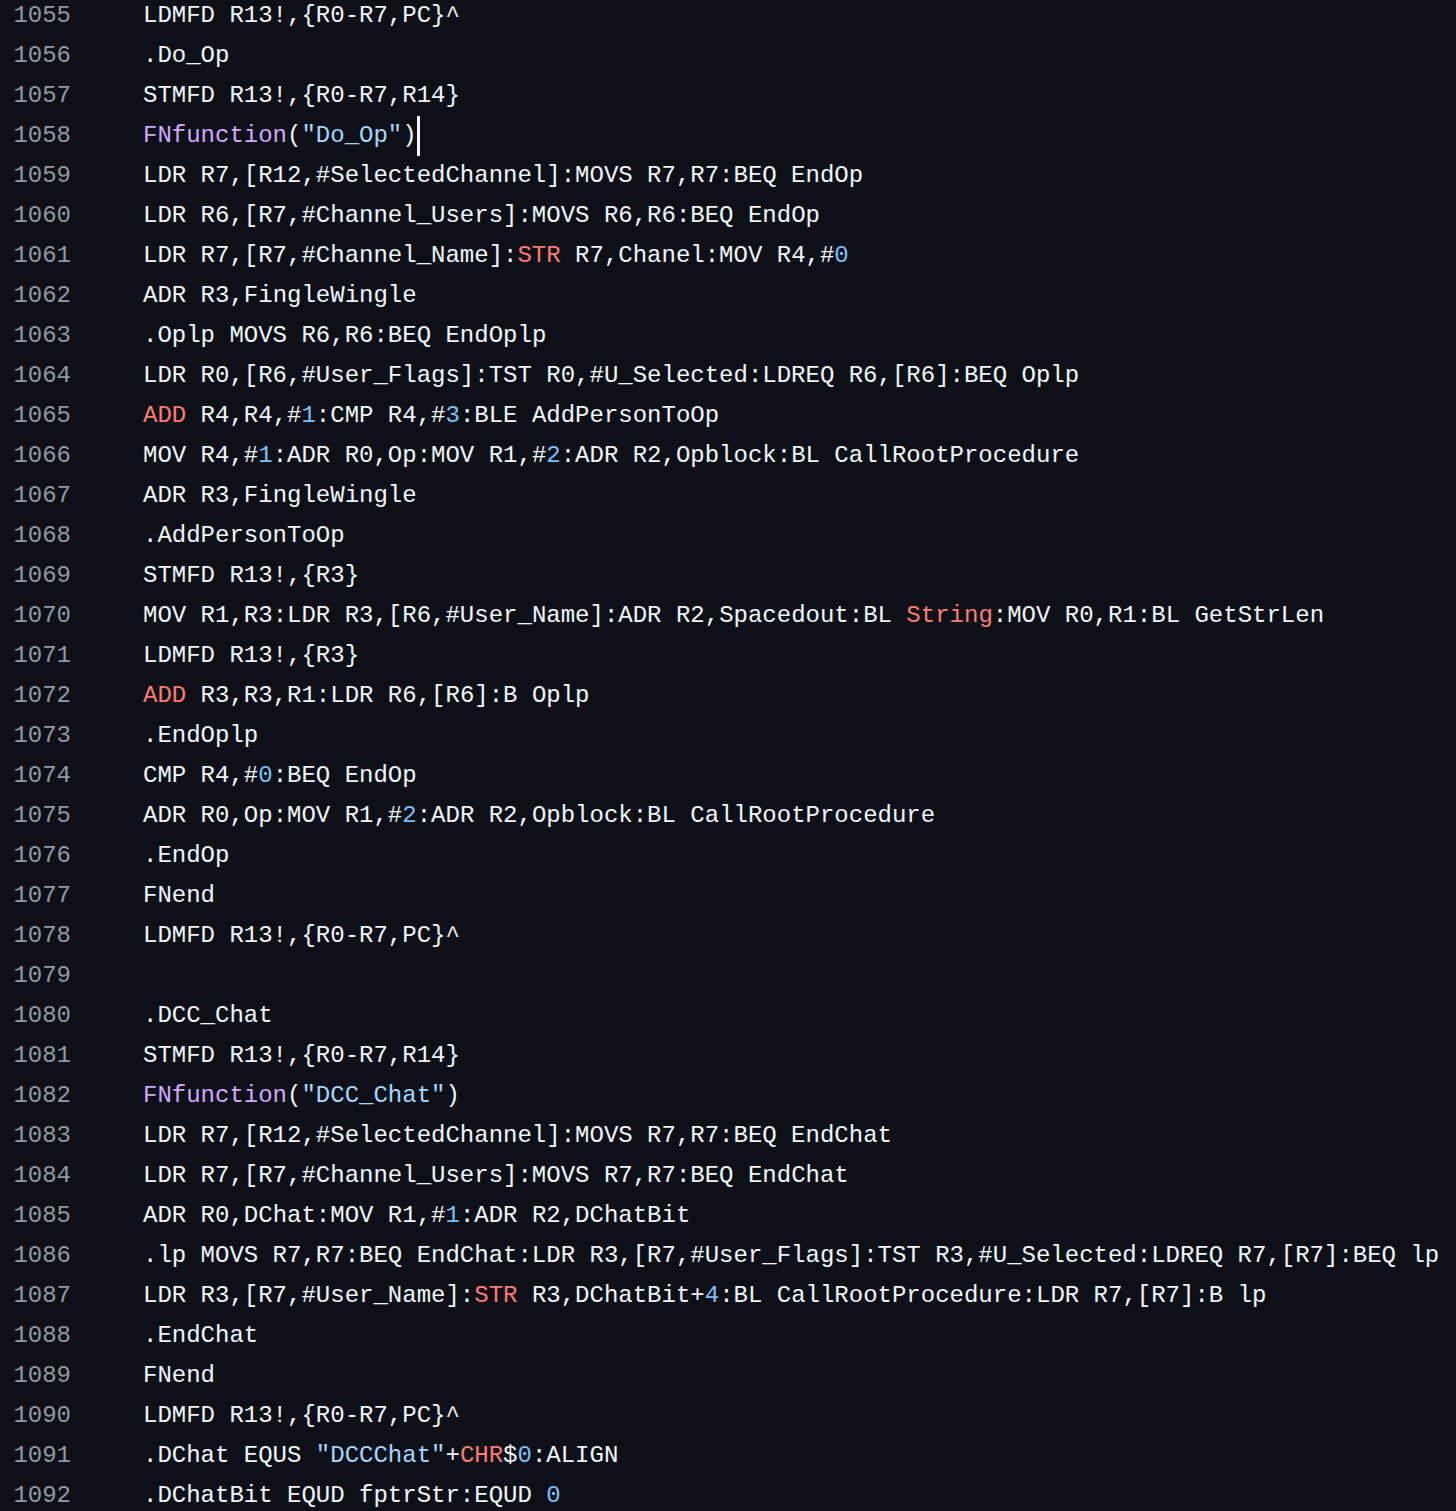 1055 LDMFD R13!,{R0-R7,PC}^
1056 .Do_Op
1057 STMFD R13!,{R0-R7,R14}
1058 FNfunction("Do_Op")
1059 LDR R7,[R12,#SelectedChannel]:MOVS R7,R7:BEQ EndOp
1060 LDR R6,[R7,#Channel_Users]:MOVS R6,R6:BEQ EndOp
1061 LDR R7,[R7,#Channel_Name]:STR R7,Chanel:MOV R4,#0
1062 ADR R3,FingleWingle
1063 .Oplp MOVS R6,R6:BEQ EndOplp
1064 LDR R0,[R6,#User_Flags]:TST R0,#U_Selected:LDREQ R6,[R6]:BEQ Oplp
1065 ADD R4,R4,#1:CMP R4,#3:BLE AddPersonToOp
1066 MOV R4,#1:ADR R0,Op:MOV R1,#2:ADR R2,Opblock:BL CallRootProcedure
1067 ADR R3,FingleWingle
1068 .AddPersonToOp
1069 STMFD R13!,{R3}
1070 MOV R1,R3:LDR R3,[R6,#User_Name]:ADR R2,Spacedout:BL String:MOV R0,R1:BL GetStrLen
1071 LDMFD R13!,{R3}
1072 ADD R3,R3,R1:LDR R6,[R6]:B Oplp
1073 .EndOplp
1074 CMP R4,#0:BEQ EndOp
1075 ADR R0,Op:MOV R1,#2:ADR R2,Opblock:BL CallRootProcedure
1076 .EndOp
1077 FNend
1078 LDMFD R13!,{R0-R7,PC}^
1079
1080 .DCC_Chat
1081 STMFD R13!,{R0-R7,R14}
1082 FNfunction("DCC_Chat")
1083 LDR R7,[R12,#SelectedChannel]:MOVS R7,R7:BEQ EndChat
1084 LDR R7,[R7,#Channel_Users]:MOVS R7,R7:BEQ EndChat
1085 ADR R0,DChat:MOV R1,#1:ADR R2,DChatBit
1086 .lp MOVS R7,R7:BEQ EndChat:LDR R3,[R7,#User_Flags]:TST R3,#U_Selected:LDREQ R7,[R7]:BEQ lp
1087 LDR R3,[R7,#User_Name]:STR R3,DChatBit+4:BL CallRootProcedure:LDR R7,[R7]:B lp
1088 .EndChat
1089 FNend
1090 LDMFD R13!,{R0-R7,PC}^
1091 .DChat EQUS "DCCChat"+CHR$0:ALIGN
1092 .DChatBit EQUD fptrStr:EQUD 0